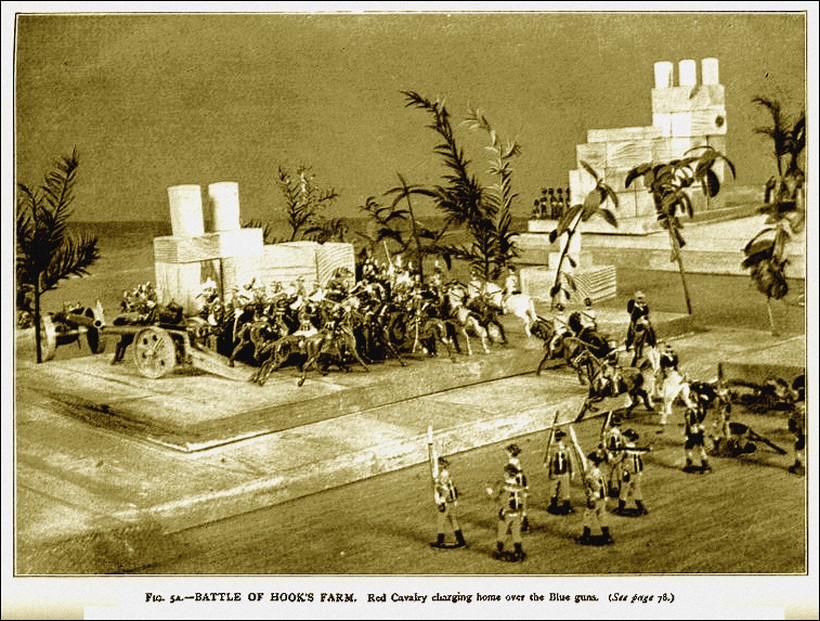 FIG. 5A.—BATTLE OF HOOK'S FARM. Red Cavalry charging home over the Blue guns. (See page 78.)